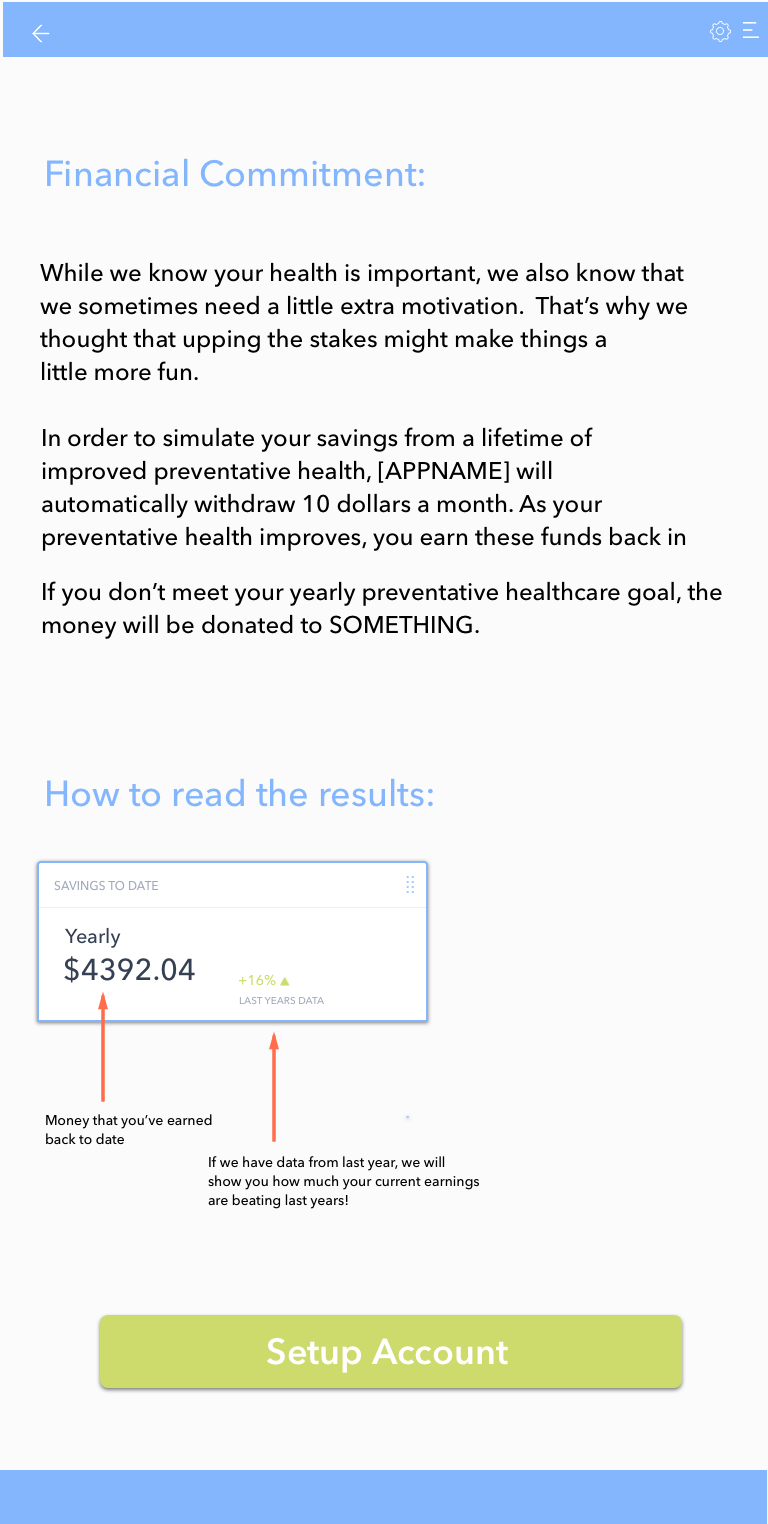 Financial Commitment:
While we know your health is important, we also know that
we sometimes need a little extra motivation.  That’s why we
thought that upping the stakes might make things a
little more fun.
In order to simulate your savings from a lifetime of
improved preventative health, [APPNAME] will
automatically withdraw 10 dollars a month. As your
preventative health improves, you earn these funds back in
If you don’t meet your yearly preventative healthcare goal, the
money will be donated to SOMETHING.
How to read the results:
SAVINGS TO DATE
Yearly
$4392.04
+16%
LAST YEARS DATA
Money that you’ve earned
back to date
If we have data from last year, we will
show you how much your current earnings
are beating last years!
Setup Account